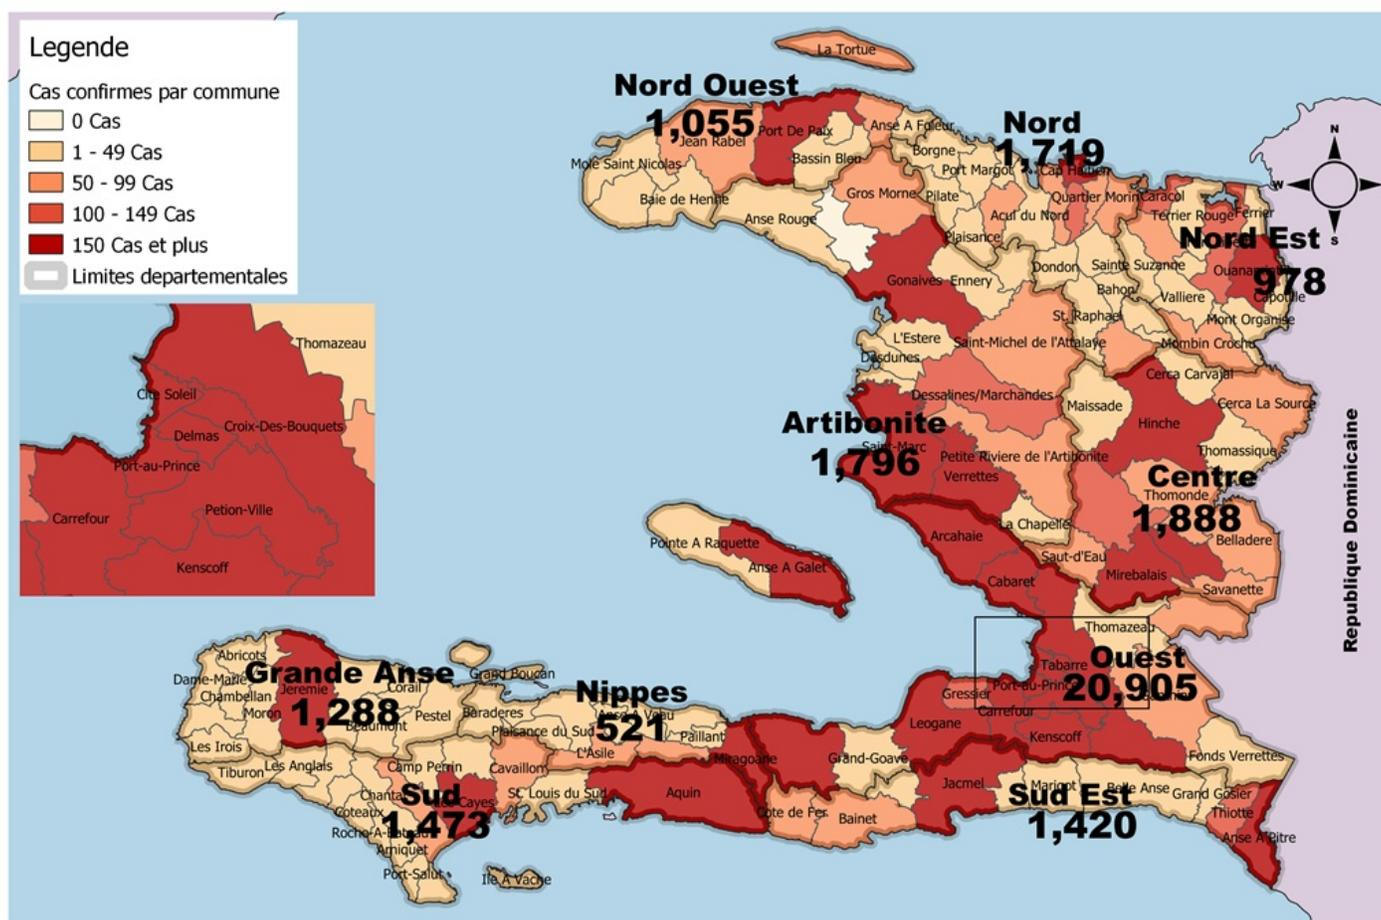 Legende
Cas confirmes par commune
0 Cas
1 - 49 Cas
50 - 99 Cas
100 - 149 Cas
150 Cas et plus
Limites departementales
Thomazeau
Cite Soleil
Delmas
Croix-Des-Bouquets
Port-au-Prince
Carrefour
Petion-Ville
Kenscoff
La Tortue
Nord Ouest
1,055
Port De Paix
Anse A Foleur
Jean Rabel
Mole Saint Nicolas
Bassin Bleu
Baie de Henne
Anse Rouge
Gros Morne
Nord
1,719
Cap Haitien
Borgne
Port Margot
Pilate
Quartier Morin
Caracol
Acul du Nord
Terrier Rouge
Ferrier
Plaisance
N
W
S
Nord Est
978
Capotille
Dondon
Sainte Suzanne
Bahon
Valliere
St. Raphael
Mont Organise
Mombin Crochu
Gonaives
Ennery
L'Estere
Saint-Michel de l'Attalaye
Desdunes
Dessalines/Marchandes
Cerca Carvajal
Maissade
Cerca La Source
Hinche
Artibonite
1,796
Saint-Marc
Petite Riviere de l'Artibonite
Verrettes
Thomassique
Centre
1,888
Thomonde
La Chapelle
Belladere
Saut-d'Eau
Mirebalais
Savanette
Republique Dominicaine
Arcahaie
Cabaret
Pointe A Raquette
Anse A Galet
Thomazeau
Ouest
20,905
Tabarre
Port-au-Prince
Gressier
Carrefour
Leogane
Kenscoff
Fonds Verrettes
Grand-Goave
Abricots
Grande Anse
1,288
Dame-Marie
Chambellan
Jeremie
Moron
Corail
Pestel
Beaumont
Les Irois
Grand Boucan
Baraderes
Nippes
521
Anse A Veau
Plaisance du Sud
Paillant
L'Asile
Miragoane
Tiburon
Les Anglais
Camp Perrin
Cavaillon
St. Louis du Sud
Aquin
Sud
1,473
Les Cayes
Coteaux
Arniquet
Port-Salut
Ile A Vache
Cote de Fer
Bainet
Jacmel
Marigot
Belle Anse
Grand Gosier
Sud Est
1,420
Thiotte
Anse A Pitre